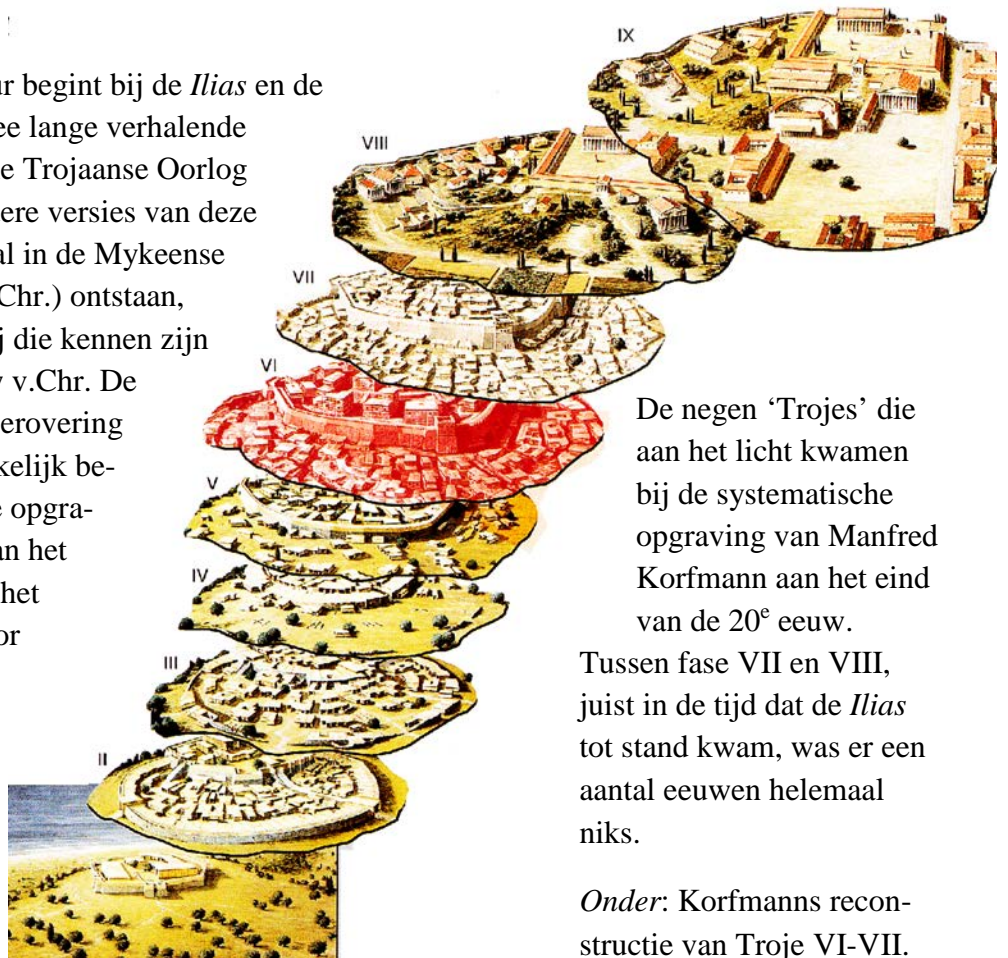 begint bij de Ilias en de
ee lange verhalende
e Trojaanse Oorlog
ere versies van deze
al in de Mykeense
Chr.) ontstaan,
die kennen zijn
v.Chr. De
erovering
kelijk be-
e opgra-
an het
het
or
IX
VIII
VII
VI
V
IV
III
II
De negen ‘Trojes’ die
aan het licht kwamen
bij de systematische
opgraving van Manfred
Korfmann aan het eind
van de 20e eeuw.
Tussen fase VII en VIII,
juist in de tijd dat de Ilias
tot stand kwam, was er een
aantal eeuwen helemaal
niks.
Onder: Korfmanns recon-
structie van Troje VI-VII.